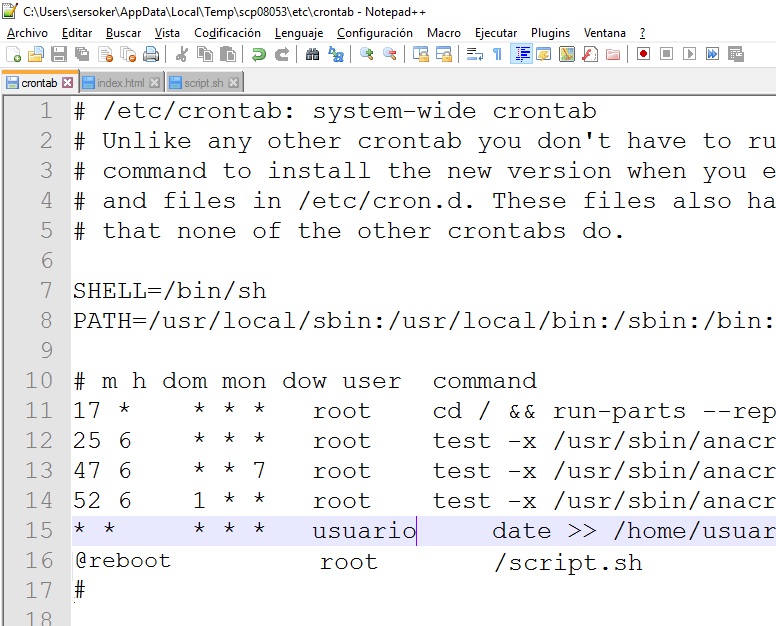 C:\Users\sersoker\AppData\Local\Temp\scp08053\etc\crontab - Notepad++
Archivo Editar Buscar Vista Codificación Lenguaje Configuración Macro Ejecutar Plugins Ventana ?
crontab index.html script.sh
1 # /etc/crontab: system-wide crontab
2 # Unlike any other crontab you don't have to ru
3 # command to install the new version when you e
4 # and files in /etc/cron.d. These files also ha
5 # that none of the other crontabs do.
6
7 SHELL=/bin/sh
8 PATH=/usr/local/sbin:/usr/local/bin:/sbin:/bin:
9
10 # m h dom mon dow user command
11 17 * * * * root cd / && run-parts --rep
12 25 6 * * * root test -x /usr/sbin/anacr
13 47 6 * * 7 root test -x /usr/sbin/anacr
14 52 6 1 * * root test -x /usr/sbin/anacr
15 * * * * * usuario date >> /home/usuar
16 @reboot root /script.sh
17 #
18